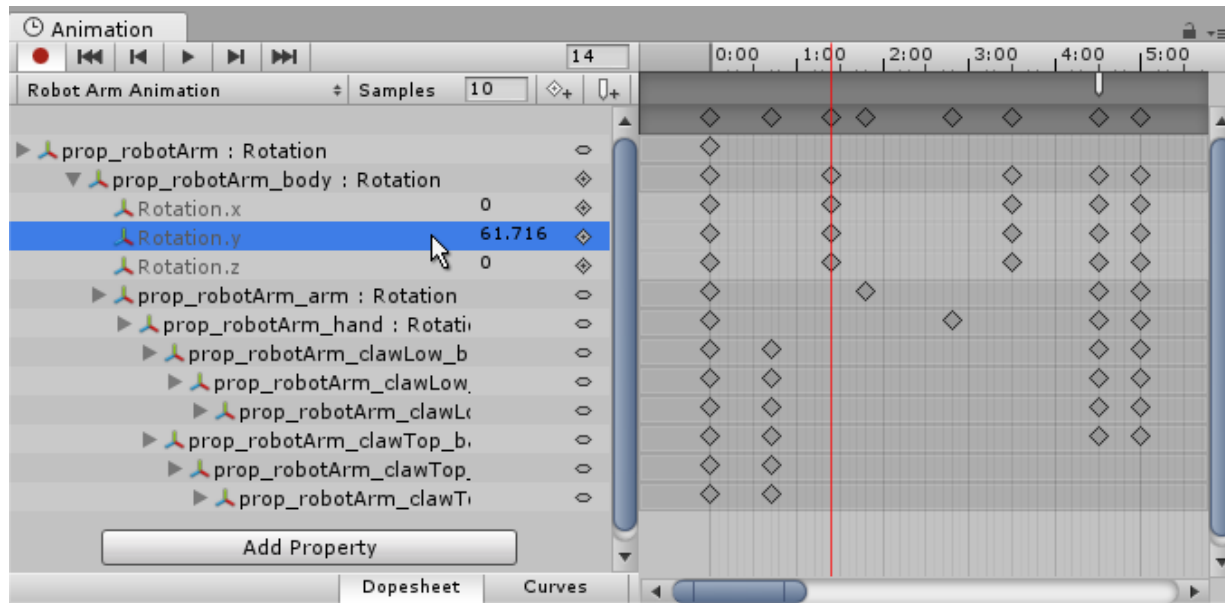 Animation
14
0:00 1:00 2:00 3:00 4:00 5:00
Robot Arm Animation Samples 10
prop_robotArm : Rotation
prop_robotArm_body : Rotation
Rotation.x 0
Rotation.y 61.716
Rotation.z 0
prop_robotArm_arm : Rotation
prop_robotArm_hand : Rotati
prop_robotArm_clawLow_b
prop_robotArm_clawLow_
prop_robotArm_clawLo
prop_robotArm_clawTop_b
prop_robotArm_clawTop_
prop_robotArm_clawT
Add Property
Dopesheet Curves